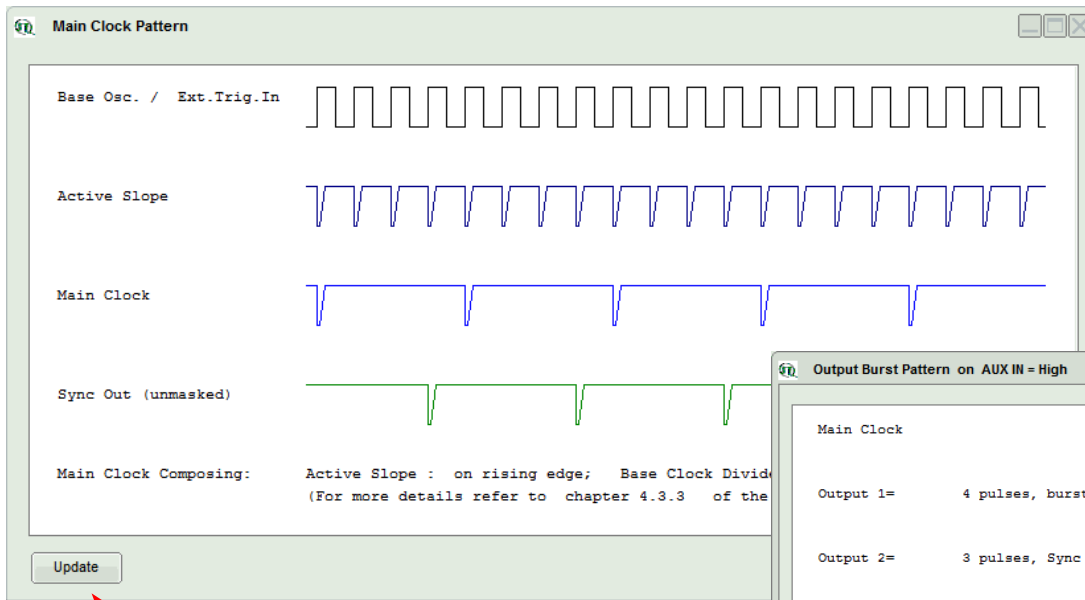 Main Clock Pattern
Base Osc. / Ext.Trig.In
Active Slope
Main Clock
Sync Out (unmasked)
Main Clock Composing: Active Slope : on rising edge; Base Clock Divide
(For more details refer to chapter 4.3.3 of the
Update
Output Burst Pattern on AUX IN = High
Main Clock
Output 1= 4 pulses, burst
Output 2= 3 pulses, Sync